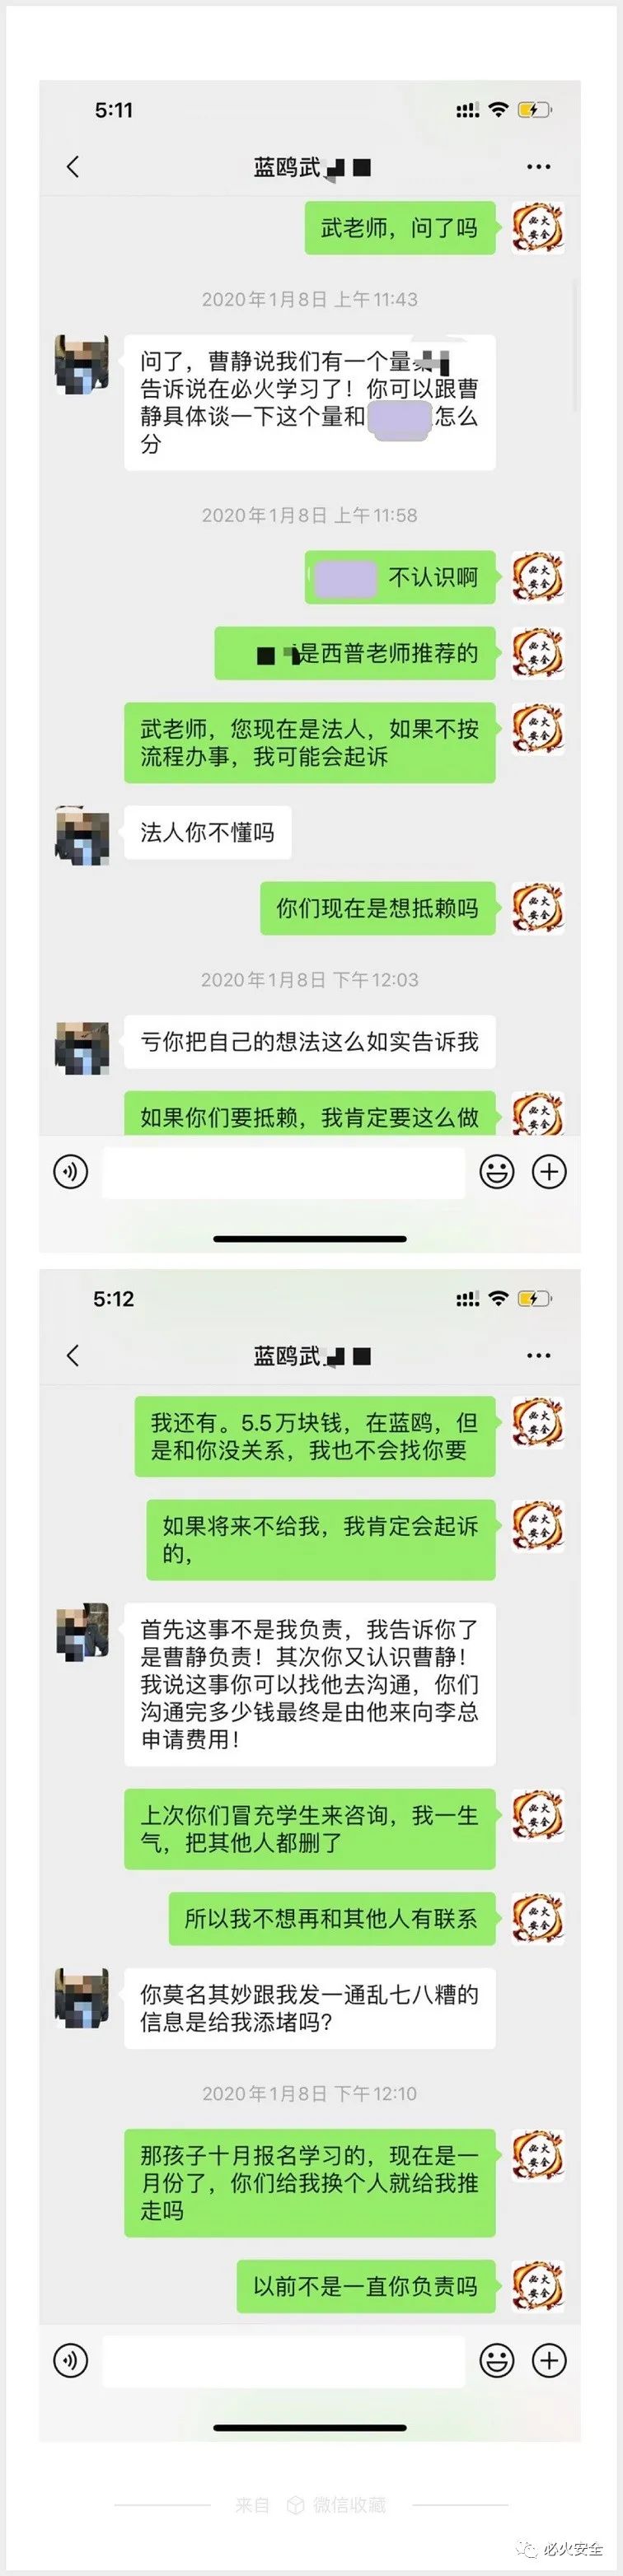 5:11
蓝鸥武
武老师，问了吗
2020年1月8日 上午11:43
问了，曹静说我们有一个量
告诉说在必火学习了！你可以跟曹
静具体谈一下这个量和 怎么
分
2020年1月8日 上午11:58
不认识啊
是西普老师推荐的
武老师，您现在是法人，如果不按
流程办事，我可能会起诉
法人你不懂吗
你们现在是想抵赖吗
2020年1月8日 下午12:03
亏你把自己的想法这么如实告诉我
如果你们要抵赖，我肯定要这么做
5:12
蓝鸥武
我还有。5.5万块钱，在蓝鸥，但
是和你没关系，我也不会找你要
如果将来不给我，我肯定会起诉
的，
首先这事不是我负责，我告诉你了
是曹静负责！其次你又认识曹静！
我说这事你可以找他去沟通，你们
沟通完多少钱最终是由他来向李总
申请费用！
上次你们冒充学生来咨询，我一生
气，把其他人都删了
所以我不想再和其他人有联系
你莫名其妙跟我发一通乱七八糟的
信息是给我添堵吗?
2020年1月8日 下午12:10
那孩子十月报名学习的，现在是一
月份了，你们给我换个人就给我推
走吗
以前不是一直你负责吗
来自 微信收藏
必火安全